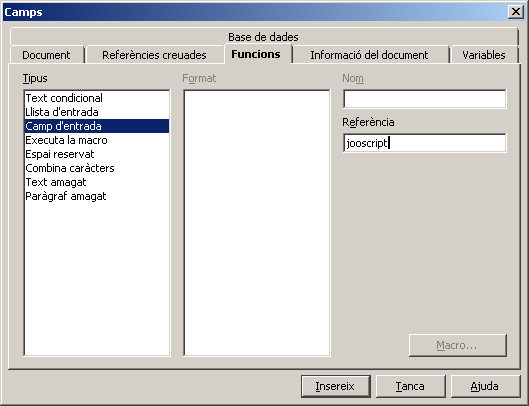 Camps
Base de dades
Document
Referències creuades
Funcions
Informació del document
Variables
Tipus
Format
Nom
Text condicional
Llista d'entrada
Camp d'entrada
Executa la macro
Espai reservat
Combina caràcters
Text amagat
Paràgraf amagat
Referència
jooscript
Macro...
Insereix
Tanca
Ajuda